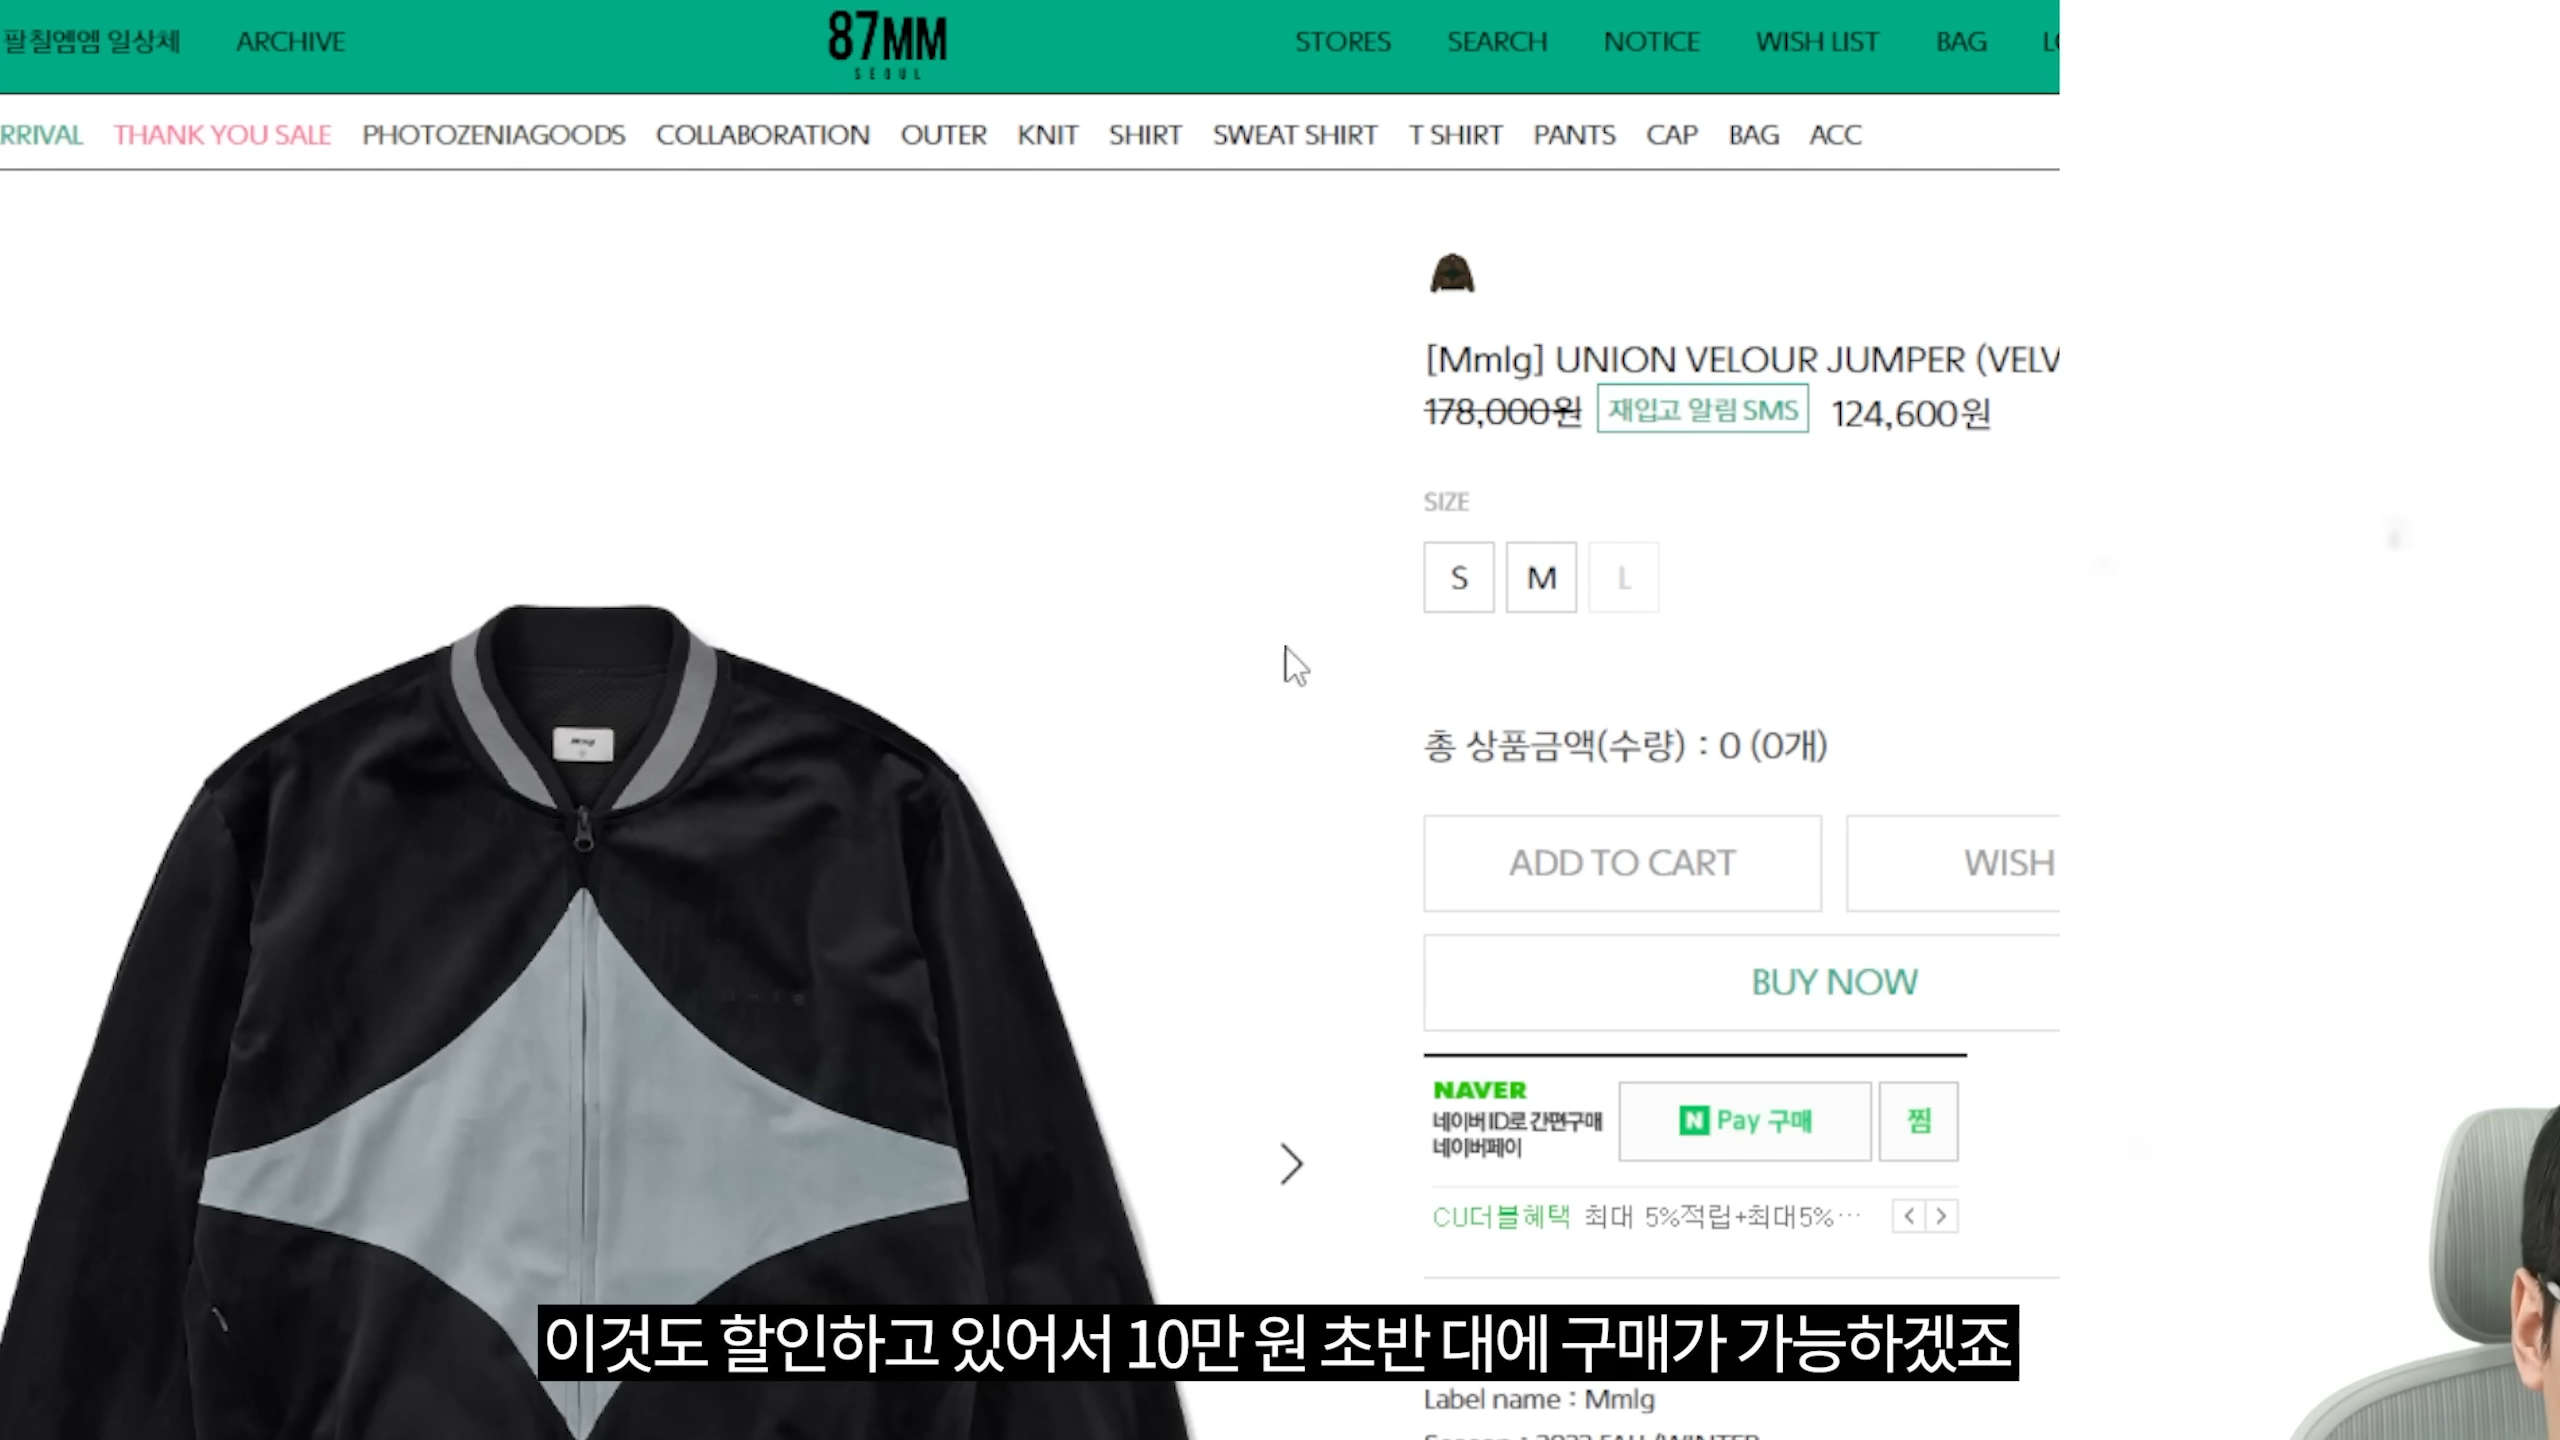 팔칠엠엠 일상체 ARCHIVE 87MM STORES SEARCH NOTICE WISH LIST BAG
SEOUL
RRIVAL THANK YOU SALE PHOTOZENIAGOODS COLLABORATION OUTER KNIT SHIRT SWEAT SHIRT T SHIRT PANTS CAP BAG ACC
[Mmlg] UNION VELOUR JUMPER (VELV
178,000원 재입고 알림 SMS 124,600원
SIZE
S M L
총 상품금액(수량) : 0 (0개)
ADD TO CART WISH
BUY NOW
NAVER
네이버 ID로 간편구매
네이버페이
N Pay 구매 찜
CU더블혜택 최대 5%적립+최대5%···
이것도 할인하고 있어서 10만 원 초반 대에 구매가 가능하겠죠
Label name : Mmlg